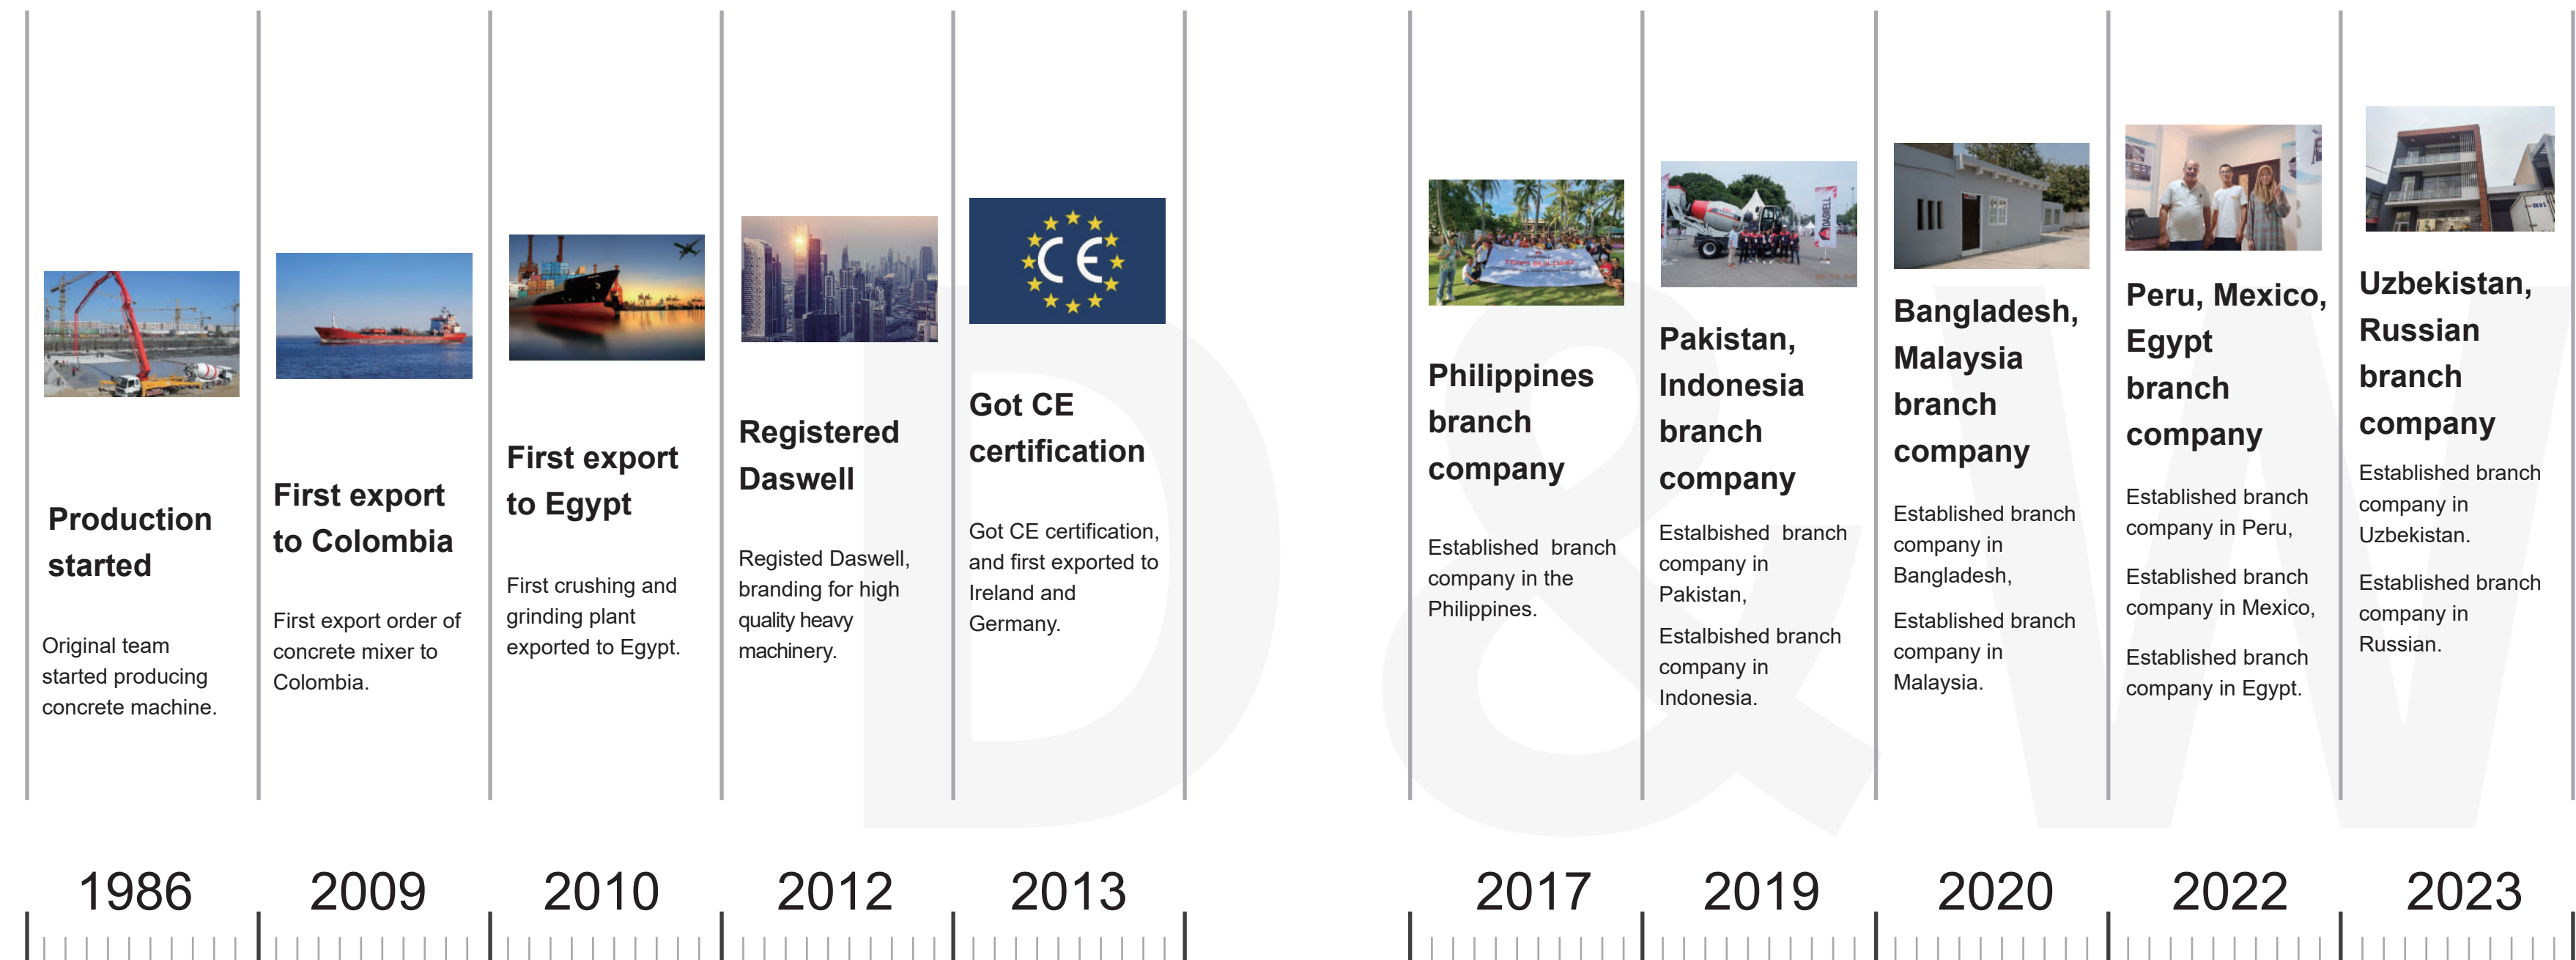 CE
DASWELL
Production
started
Original team
started producing
concrete machine.
1986
First export
to Colombia
First export order of
concrete mixer to
Colombia.
2009
First export
to Egypt
First crushing and
grinding plant
exported to Egypt.
2010
Registered
Daswell
Registed Daswell,
branding for high
quality heavy
machinery.
2012
Got CE
certification
Got CE certification,
and first exported to
Ireland and
Germany.
2013
Philippines
branch
company
Established branch
company in the
Philippines.
2017
Pakistan,
Indonesia
branch
company
Estalbished branch
company in
Pakistan,
Estalbished branch
company in
Indonesia.
2019
Bangladesh,
Malaysia
branch
company
Established branch
company in
Bangladesh,
Established branch
company in
Malaysia.
2020
Peru, Mexico,
Egypt
branch
company
Established branch
company in Peru,
Established branch
company in Mexico,
Established branch
company in Egypt.
2022
Uzbekistan,
Russian
branch
company
Established branch
company in
Uzbekistan.
Established branch
company in
Russian.
2023
D & W